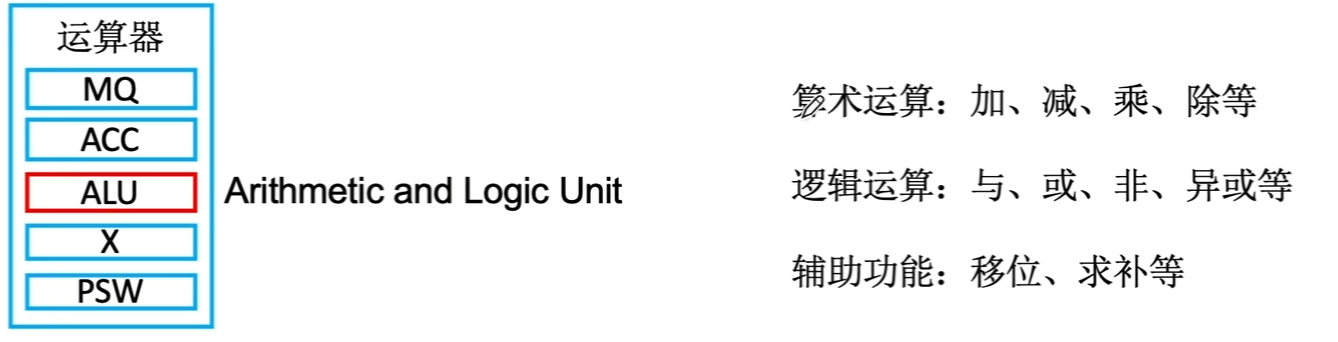 运算器
MQ
ACC
ALU
Arithmetic and Logic Unit
X
PSW
算术运算：加、减、乘、除等
逻辑运算：与、或、非、异或等
辅助功能：移位、求补等